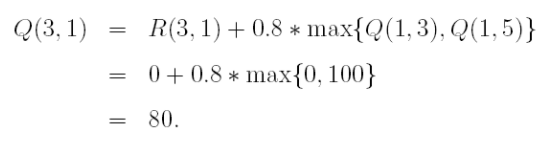 Q(3, 1) = R(3, 1) + 0.8 ∗ max{Q(1, 3), Q(1, 5)}
= 0 + 0.8 ∗ max{0, 100}
= 80.